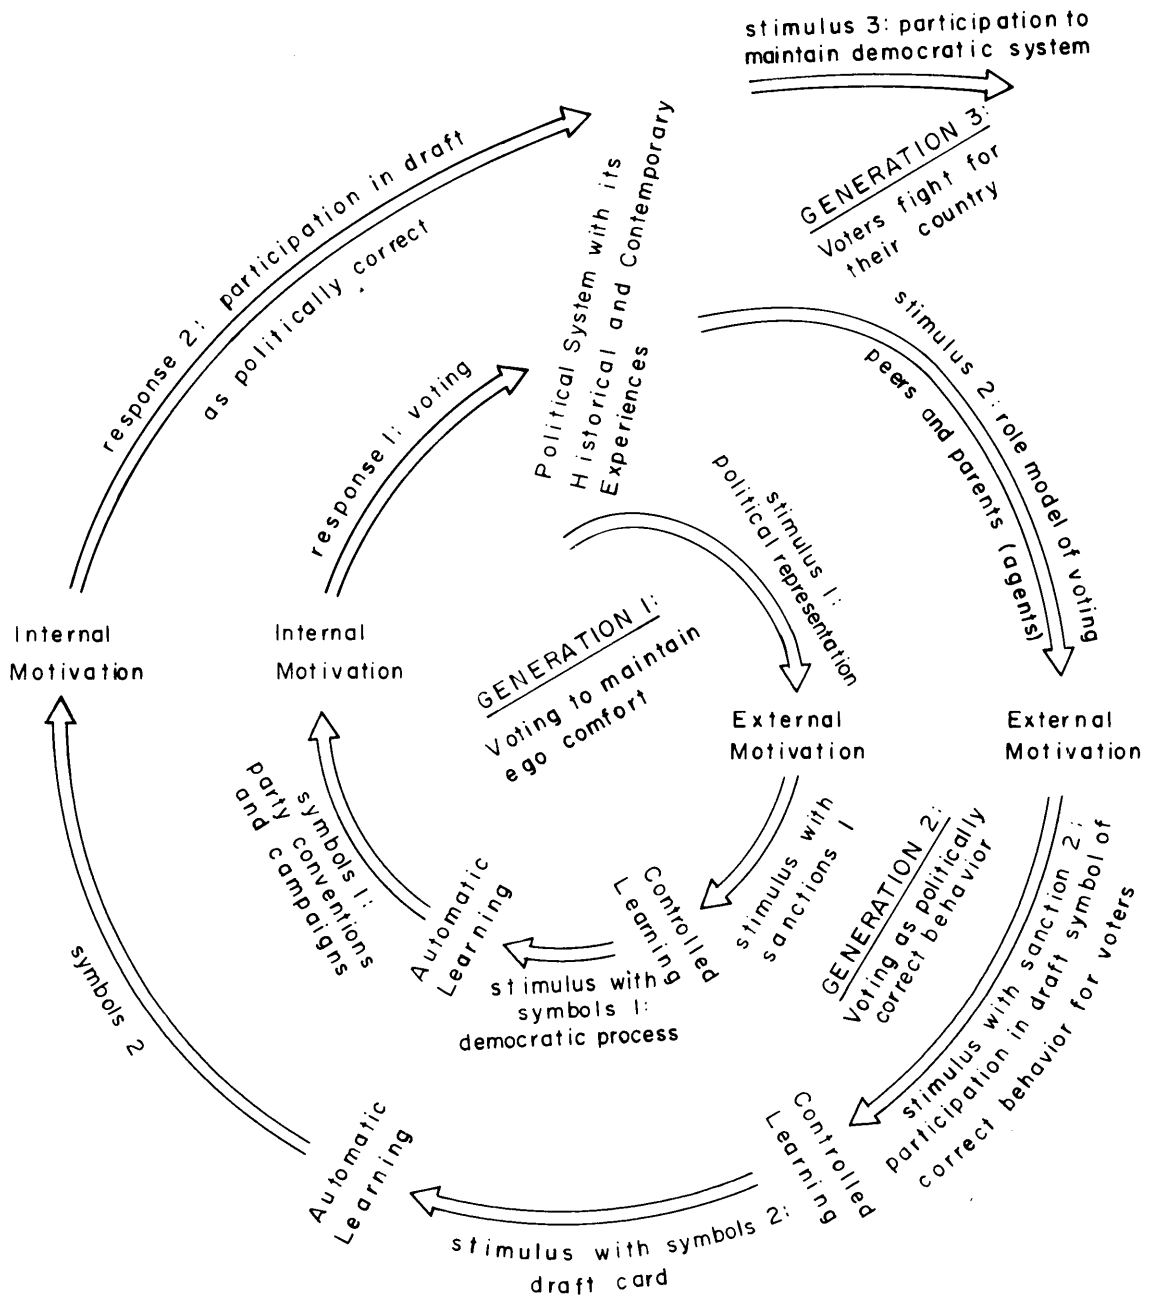 stimulus 3: participation to
maintain democratic system
GENERATION 3:
Voters fight for
their country
response 2: participation in draft
as politically correct
Political System with its
Historical and Contemporary
Experiences
response 1: voting
stimulus 2: role model of voting
peers and parents (agents)
stimulus 1:
political representation
Internal
Motivation
Internal
Motivation
GENERATION 1:
Voting to maintain
ego comfort
External
Motivation
External
Motivation
symbols 1:
party conventions
and campaigns
Automatic
Learning
Controlled
Learning
stimulus with
sanctions 1
GENERATION 2:
Voting as politically
correct behavior
stimulus with sanction 2:
participation in draft symbol of
correct behavior for voters
stimulus with
symbols 1:
democratic process
symbols 2
Automatic
Learning
Controlled
Learning
stimulus with symbols 2:
draft card